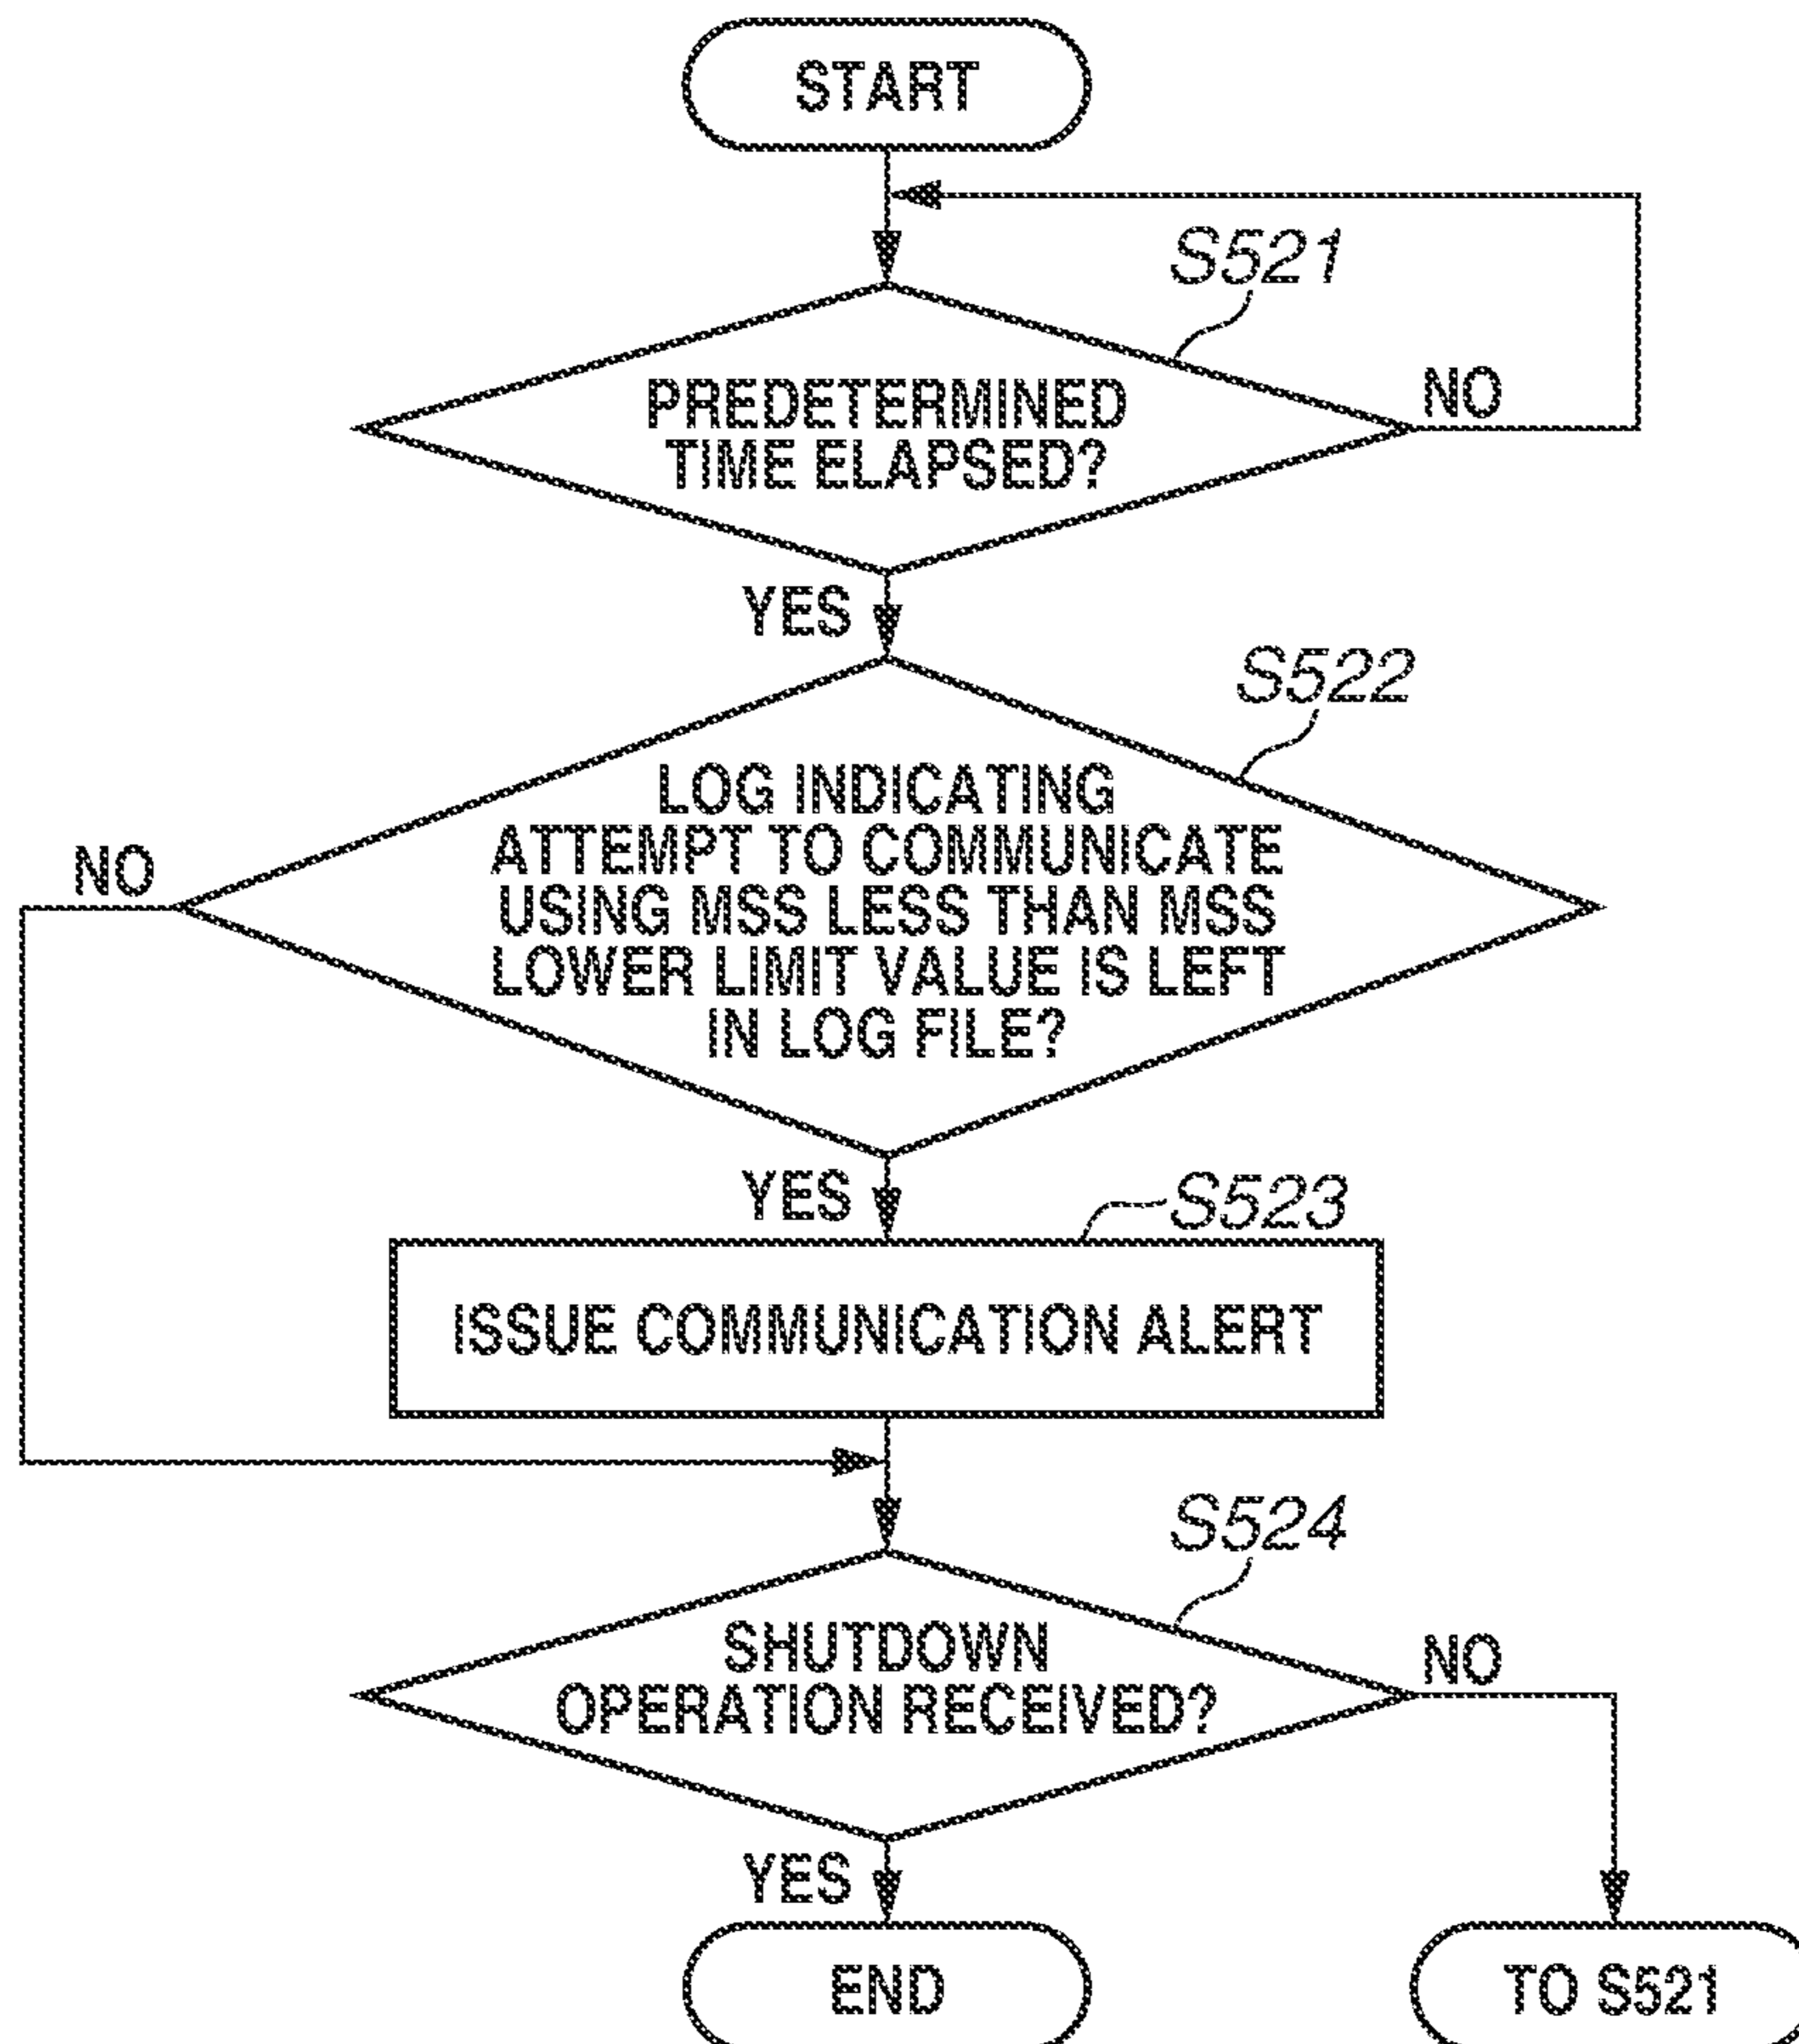 START
S521
PREDETERMINED
TIME ELAPSED?
NO
YES
S522
LOG INDICATING
ATTEMPT TO COMMUNICATE
USING MSS LESS THAN MSS
LOWER LIMIT VALUE IS LEFT
IN LOG FILE?
NO
YES
S523
ISSUE COMMUNICATION ALERT
S524
SHUTDOWN
OPERATION RECEIVED?
NO
YES
END
TO S521